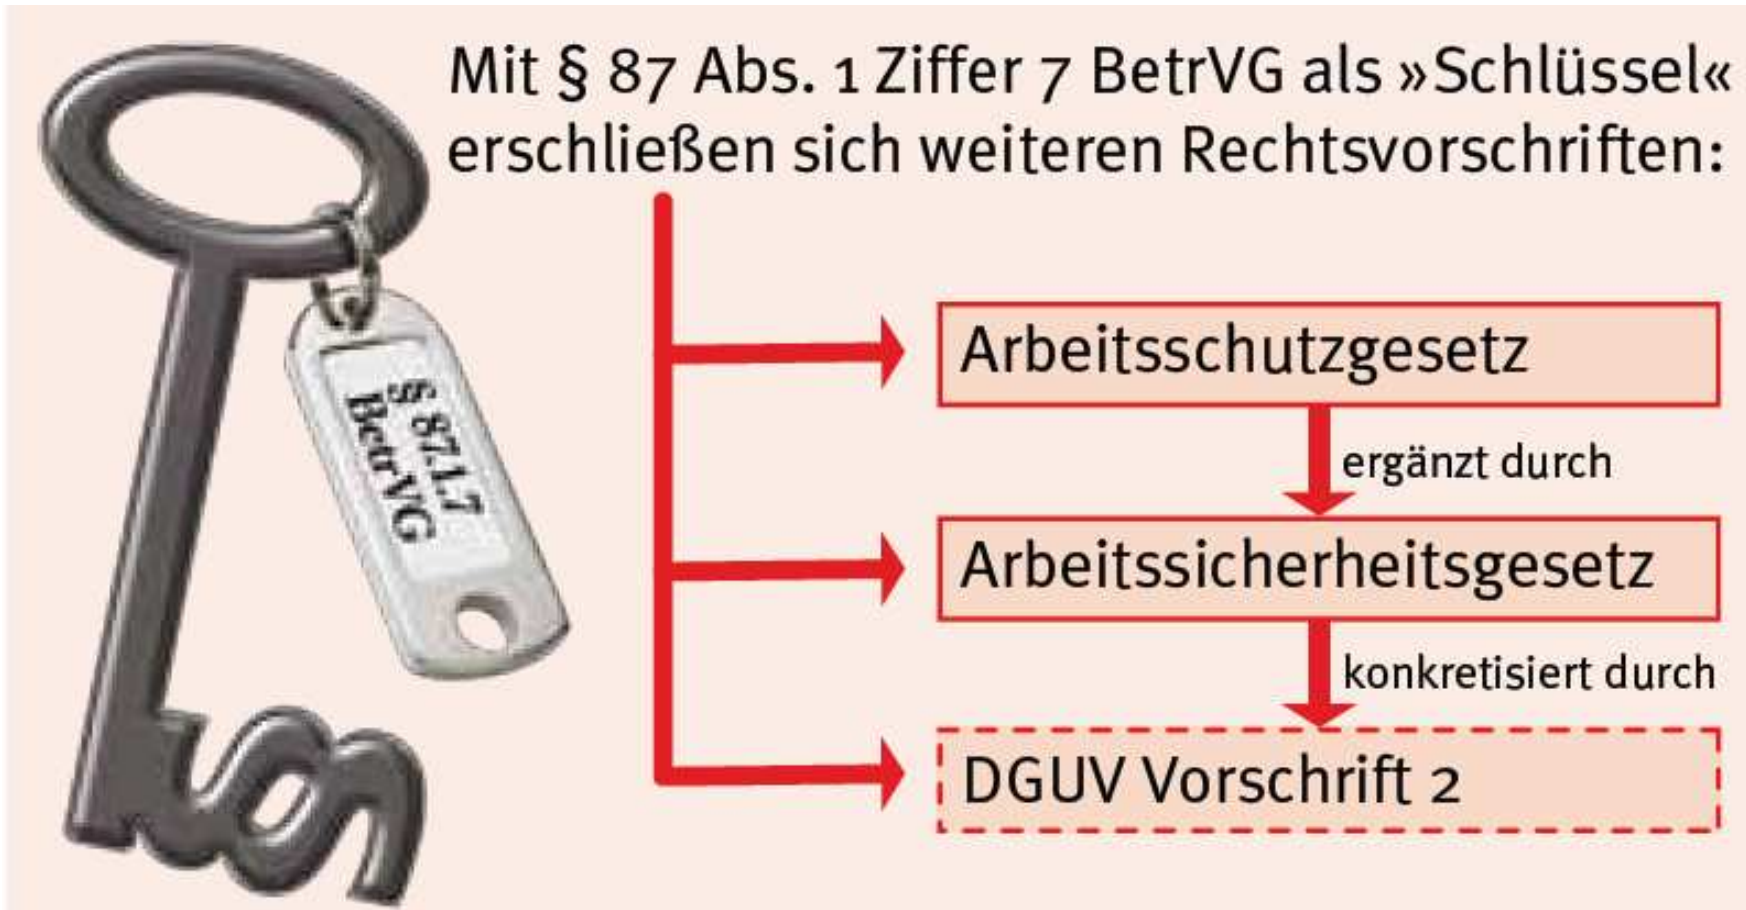 Mit § 87 Abs. 1 Ziffer 7 BetrVG als »Schlüssel«
erschließen sich weiteren Rechtsvorschriften:
§ 87.1.7
BetrVG
Arbeitsschutzgesetz
ergänzt durch
Arbeitssicherheitsgesetz
konkretisiert durch
DGUV Vorschrift 2